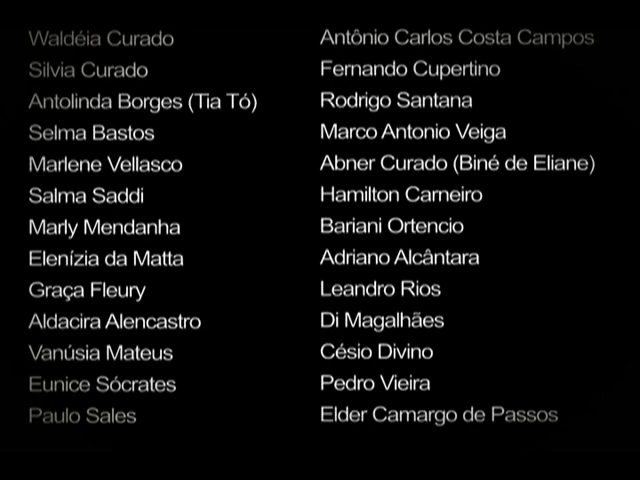 Waldéia Curado
Silvia Curado
Antolinda Borges (Tia Tó)
Selma Bastos
Marlene Vellasco
Salma Saddi
Marly Mendanha
Elenízia da Matta
Graça Fleury
Aldacira Alencastro
Vanúsia Mateus
Eunice Sócrates
Paulo Sales
Antônio Carlos Costa Campos
Fernando Cupertino
Rodrigo Santana
Marco Antonio Veiga
Abner Curado (Biné de Eliane)
Hamilton Carneiro
Bariani Ortencio
Adriano Alcântara
Leandro Rios
Di Magalhães
Césio Divino
Pedro Vieira
Elder Camargo de Passos